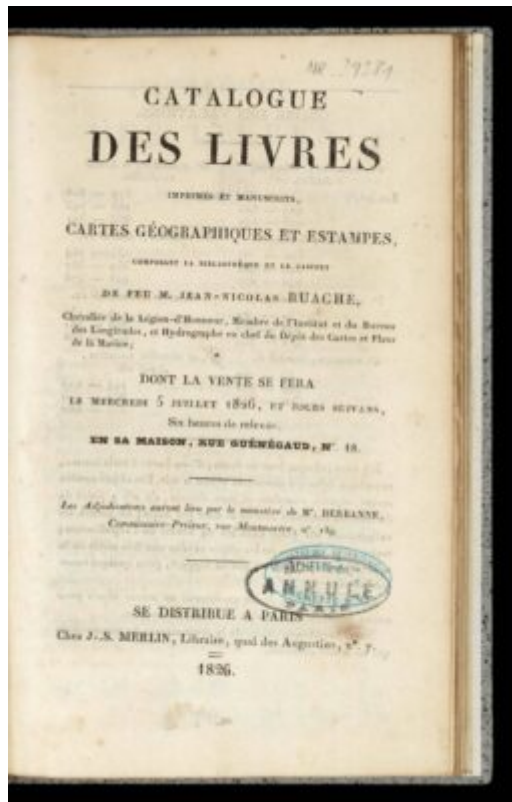 CATALOGUE
DES LIVRES
IMPRIMÉS ET MANUSCRITS,
CARTES GÉOGRAPHIQUES ET ESTAMPES,
COMPOSANT LA BIBLIOTHÈQUE ET LE CABINET
DE FEU M. JEAN-NICOLAS BUACHE,
Chevalier de la Légion-d'Honneur, Membre de l'Institut et du Bureau
des Longitudes, et Hydrographe en chef du Dépôt des Cartes et Plans
de la Marine;
DONT LA VENTE SE FERA
LE MERCREDI 5 JUILLET 1826, ET JOURS SUIVANS,
Six heures de relevée.
EN SA MAISON, RUE GUÉNÉGAUD, N° 18.
Les Adjudications auront lieu par le ministère de Mᵉ
Commissaire-Priseur, rue Montmartre, n°
ANNULÉ
PARIS
SE DISTRIBUE A PARIS
Chez J.-S. MERLIN, Libraire, quai des Augustins, n° 7.
1826.